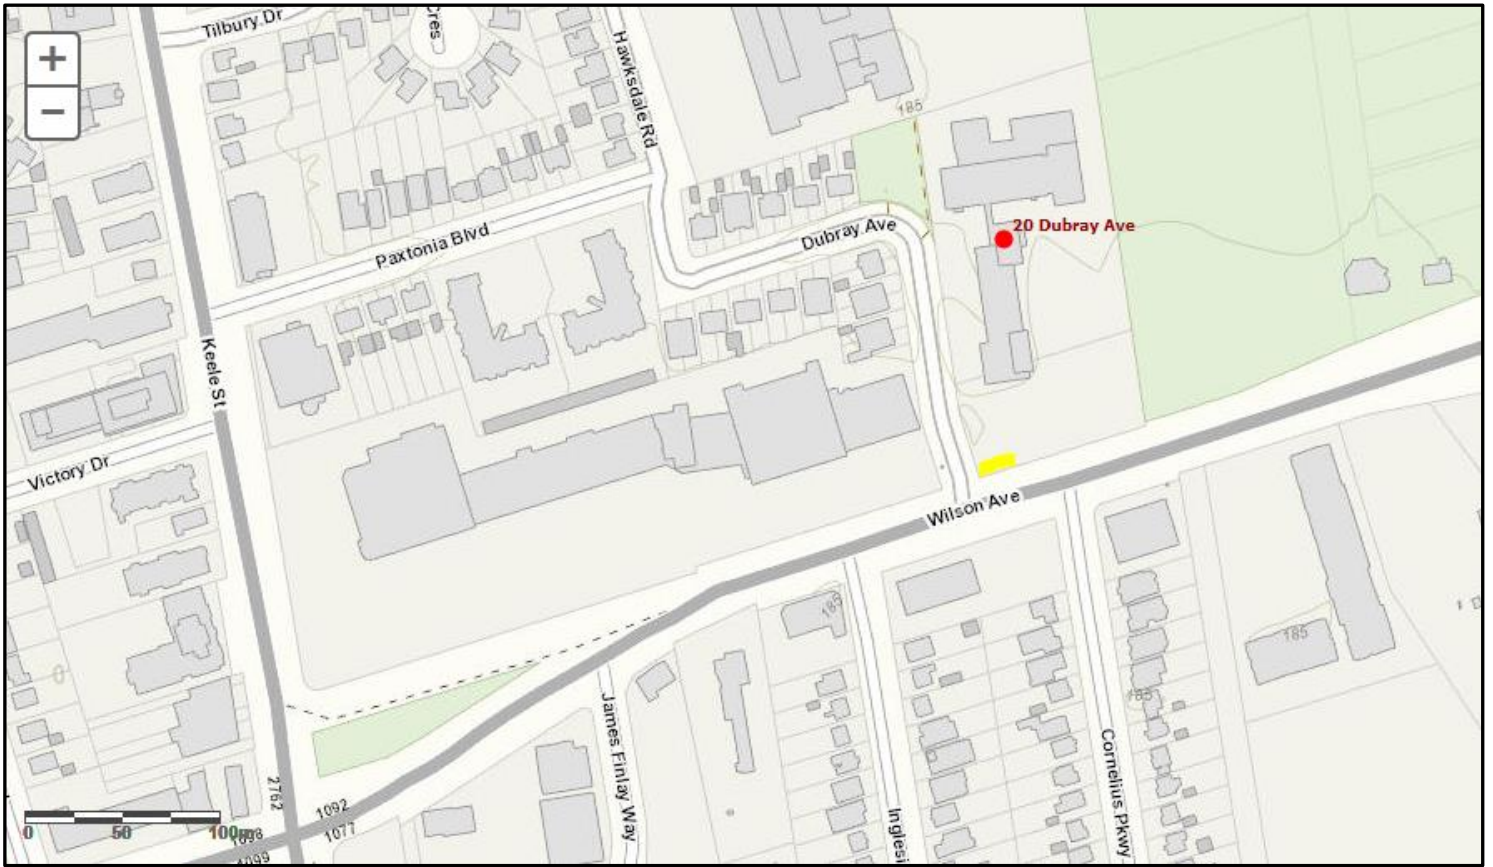 Tilbury Dr
Cres
+
−
Hawksdale Rd
185
20 Dubray Ave
Dubray Ave
Paxtonia Blvd
Keele St
Victory Dr
Wilson Ave
185
185
James Finlay Way
Cornelius Pkwy
Inglesi
2762
1092
1077
1099
0
50
100m